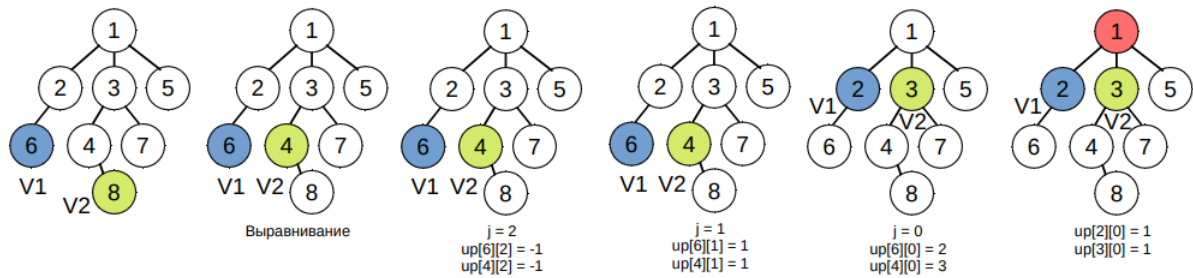 1
2
3
5
6
4
7
V1
V2
8
1
2
3
5
6
4
7
V1
V2
8
Выравнивание
1
2
3
5
6
4
7
V1
V2
8
j = 2
up[6][2] = -1
up[4][2] = -1
1
2
3
5
6
4
7
V1
V2
8
j = 1
up[6][1] = 1
up[4][1] = 1
1
2
3
5
V1
V2
6
4
7
8
j = 0
up[6][0] = 2
up[4][0] = 3
1
2
3
5
V1
V2
6
4
7
8
up[2][0] = 1
up[3][0] = 1